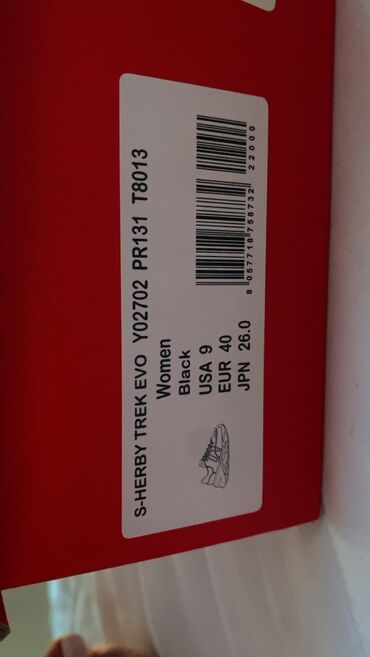 S-HERBY TREK EVO Y02702 PR131 T8013
Women
Black
USA 9
EUR 40
JPN 26.0
8 057718 758732
22000